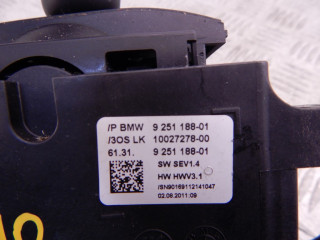 /P BMW 9 251 188-01
/3OS LK 10027278-00
61.31. 9 251 188-01
SW SEV1.4
HW HWV3.1
/SN90169112141047
02.08.2011:09